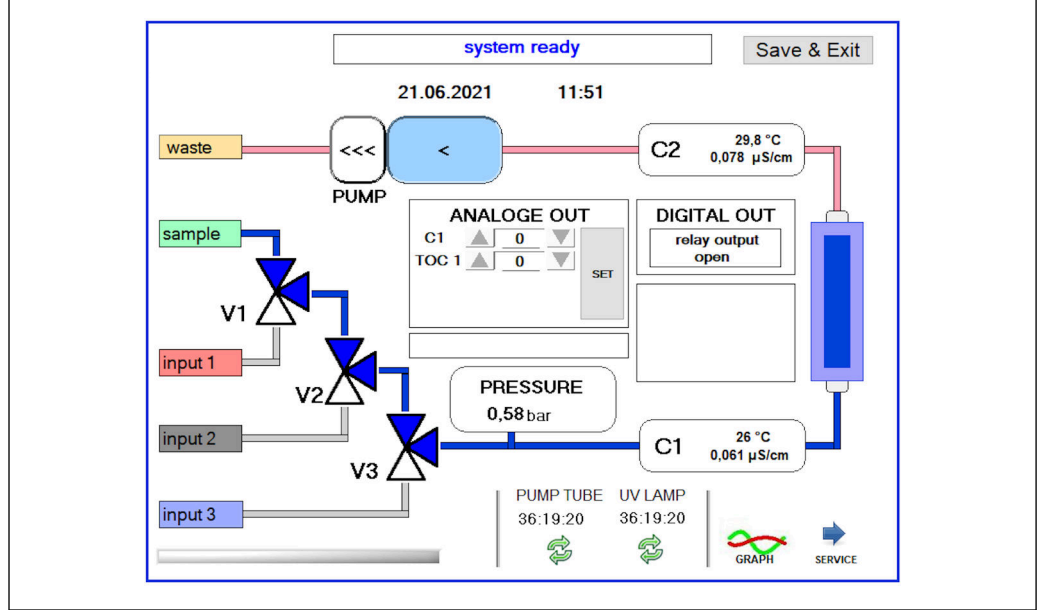 system ready
Save & Exit
21.06.2021 11:51
waste
<<<
<
C2
29,8 °C
0,078 µS/cm
PUMP
ANALOGE OUT
DIGITAL OUT
sample
C1 0
relay output
open
TOC 1 0
SET
V1
input 1
V2
PRESSURE
0,58 bar
input 2
C1
26 °C
0,061 µS/cm
V3
PUMP TUBE UV LAMP
input 3
36:19:20 36:19:20
GRAPH
SERVICE